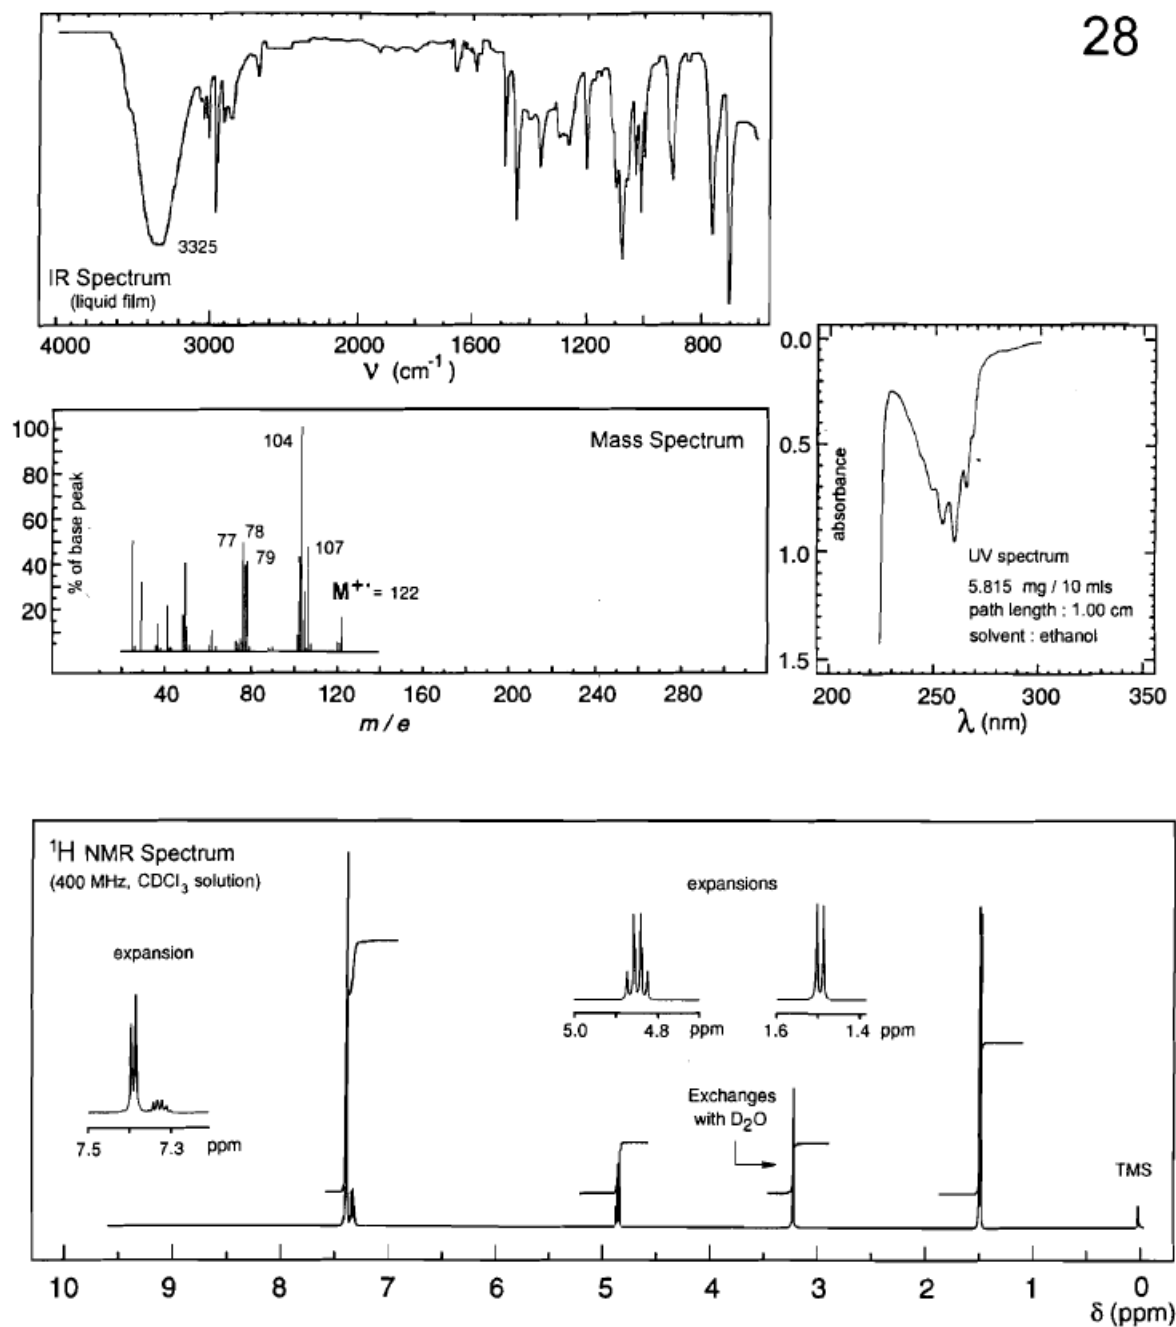 28
3325
IR Spectrum
(liquid film)
4000 3000 2000 1600 1200 800
ν (cm-1)
100
80
60
40
20
% of base peak
104
77
78
79
107
M+· = 122
Mass Spectrum
40 80 120 160 200 240 280
m / e
0.0
0.5
1.0
1.5
absorbance
UV spectrum
5.815 mg / 10 mls
path length : 1.00 cm
solvent : ethanol
200 250 300 350
λ (nm)
1H NMR Spectrum
(400 MHz, CDCl3 solution)
expansion
7.5 7.3 ppm
expansions
5.0 4.8 ppm
1.6 1.4 ppm
Exchanges
with D2O
TMS
10 9 8 7 6 5 4 3 2 1 0
δ (ppm)